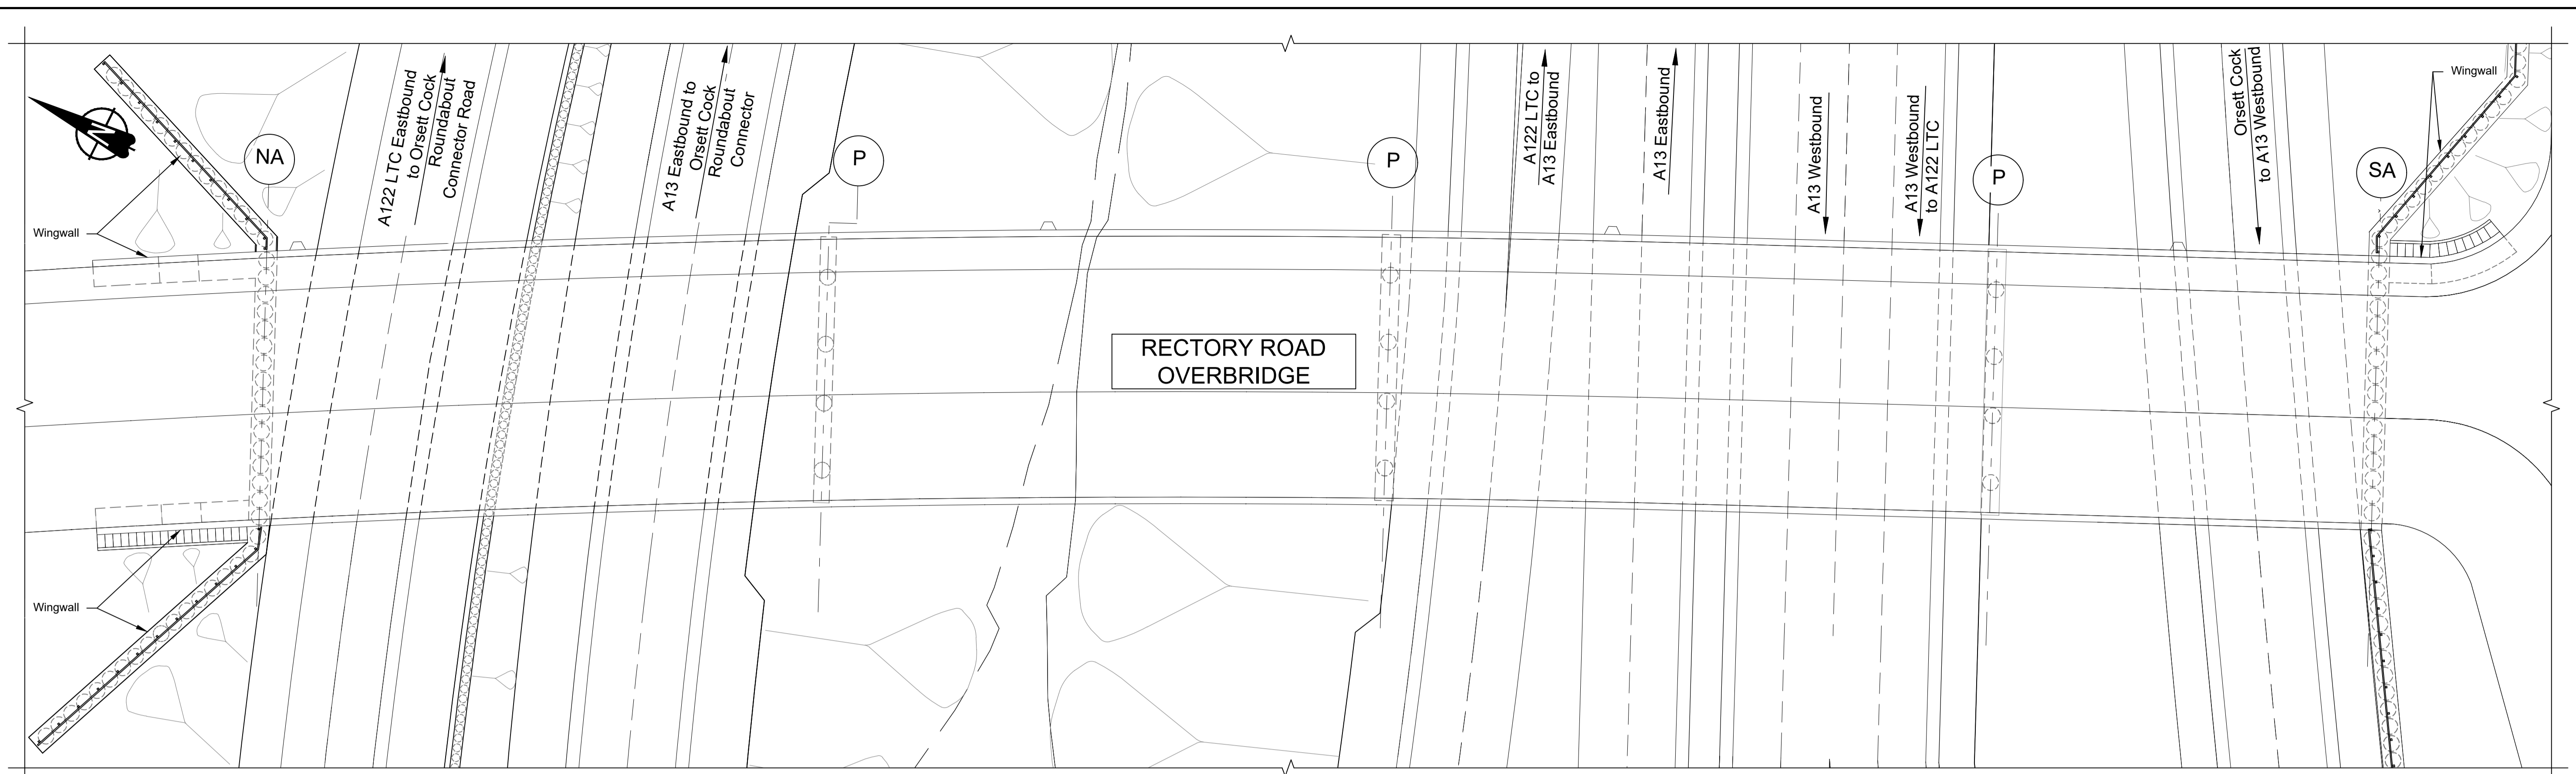 N
Wingwall
Wingwall
NA
A122 LTC Eastbound
to Orsett Cock
Roundabout
Connector Road
A13 Eastbound to
Orsett Cock
Roundabout
Connector
P
RECTORY ROAD
OVERBRIDGE
P
A122 LTC to
A13 Eastbound
A13 Eastbound
A13 Westbound
A13 Westbound
to A122 LTC
P
Orsett Cock
to A13 Westbound
SA
Wingwall